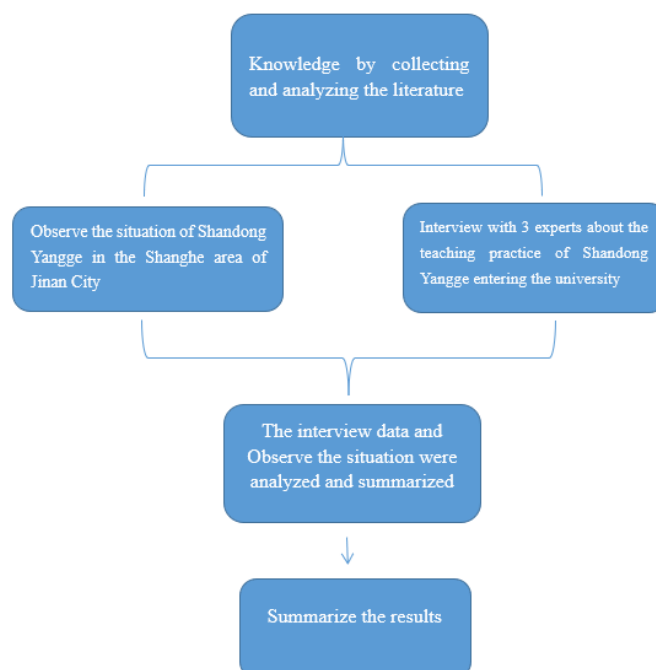 Knowledge by collecting
and analyzing the literature
Observe the situation of Shandong
Yangge in the Shanghe area of
Jinan City
Interview with 3 experts about the
teaching practice of Shandong
Yangge entering the university
The interview data and
Observe the situation were
analyzed and summarized
Summarize the results